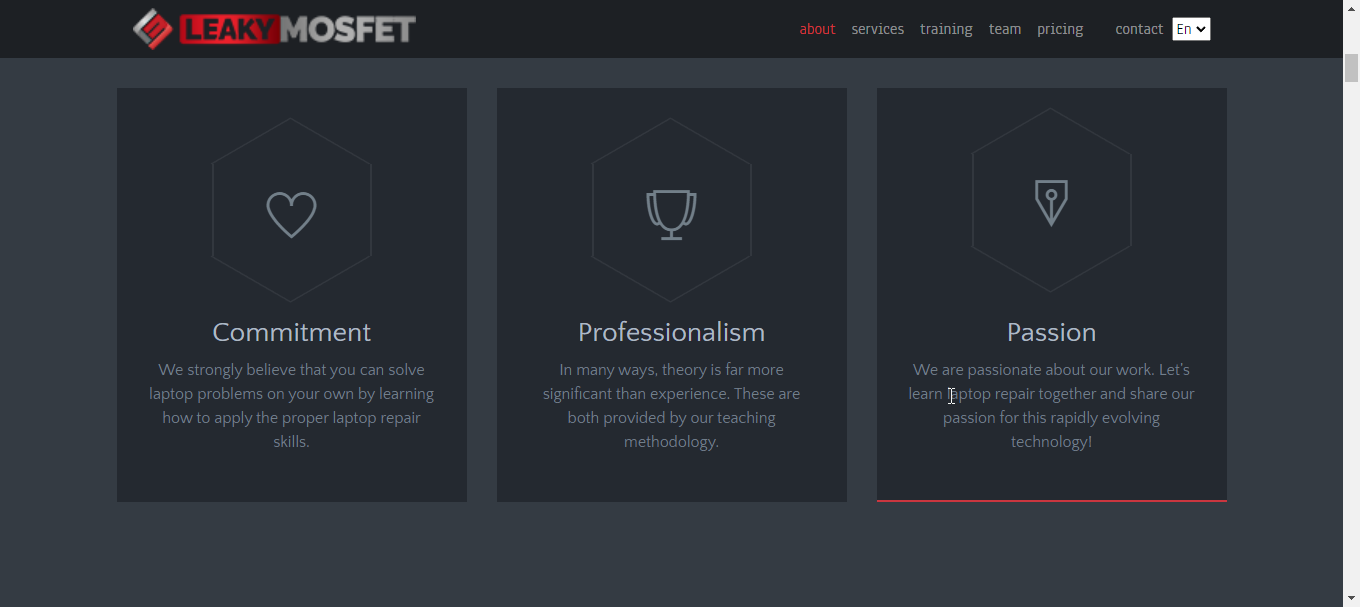 LEAKYMOSFET
about services training team pricing contact En
Commitment
We strongly believe that you can solve
laptop problems on your own by learning
how to apply the proper laptop repair
skills.
Professionalism
In many ways, theory is far more
significant than experience. These are
both provided by our teaching
methodology.
Passion
We are passionate about our work. Let's
learn laptop repair together and share our
passion for this rapidly evolving
technology!